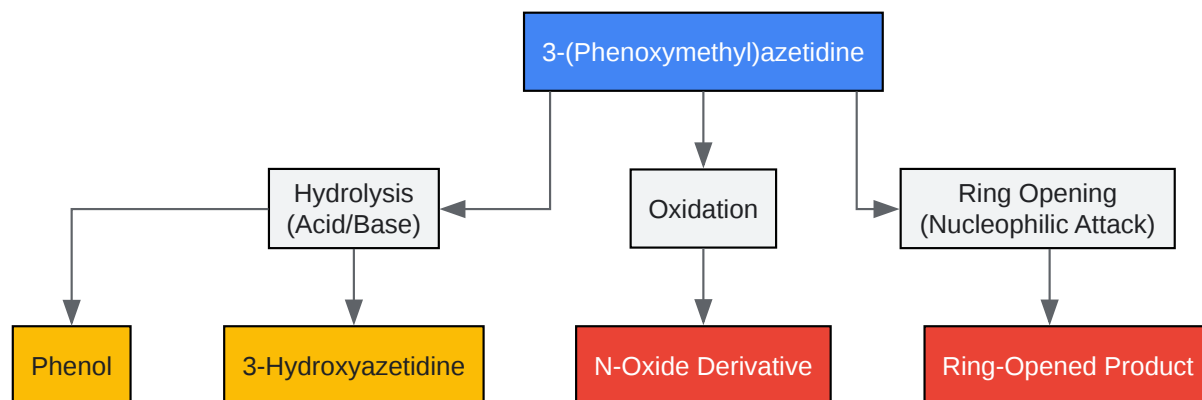 3-(Phenoxymethyl)azetidine
Hydrolysis
(Acid/Base)
Oxidation
Ring Opening
(Nucleophilic Attack)
Phenol
3-Hydroxyazetidine
N-Oxide Derivative
Ring-Opened Product